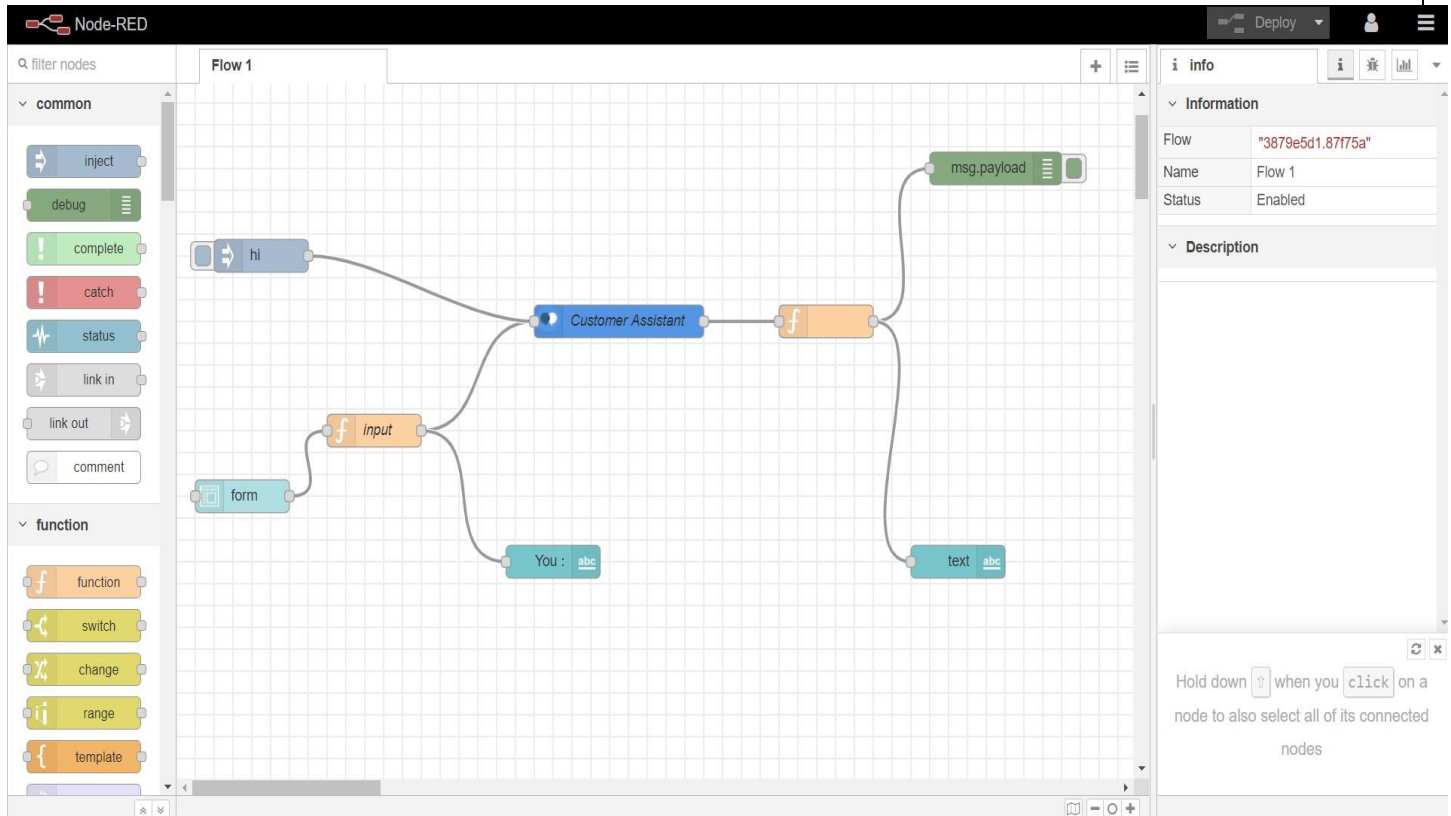 Node-RED
Deploy
filter nodes
Flow 1
i info
i
common
inject
debug
complete
catch
status
link in
link out
comment
function
function
switch
change
range
template
hi
Customer Assistant
msg.payload
input
form
You : abc
text abc
Information
Flow "3879e5d1.87f75a"
Name Flow 1
Status Enabled
Description
Hold down ⇧ when you click on a
node to also select all of its connected
nodes